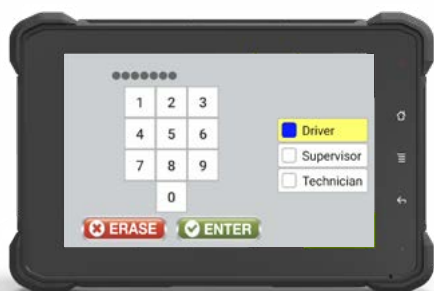 1 2 3
4 5 6
7 8 9
0
Driver
Supervisor
Technician
ERASE ENTER